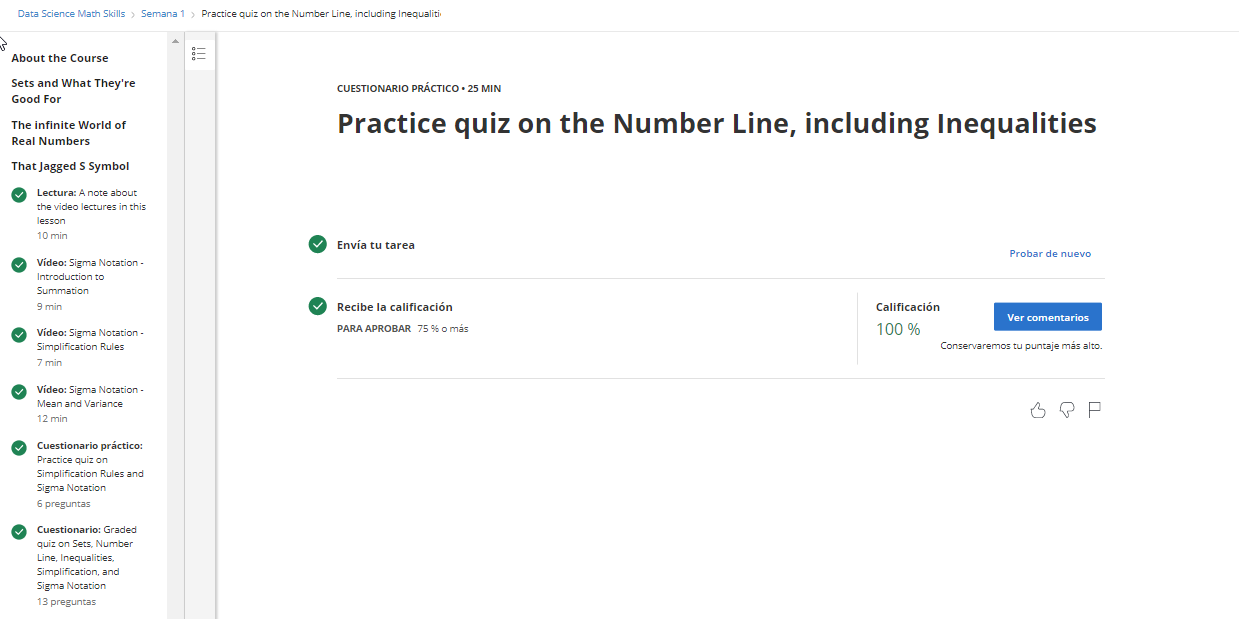 Data Science Math Skills > Semana 1 > Practice quiz on the Number Line, including Inequaliti
About the Course
Sets and What They're
Good For
The infinite World of
Real Numbers
That Jagged S Symbol
Lectura: A note about
the video lectures in this
lesson
10 min
Vídeo: Sigma Notation -
Introduction to
Summation
9 min
Vídeo: Sigma Notation -
Simplification Rules
7 min
Vídeo: Sigma Notation -
Mean and Variance
12 min
Cuestionario práctico:
Practice quiz on
Simplification Rules and
Sigma Notation
6 preguntas
Cuestionario: Graded
quiz on Sets, Number
Line, Inequalities,
Simplification, and
Sigma Notation
13 preguntas
CUESTIONARIO PRÁCTICO • 25 MIN
Practice quiz on the Number Line, including Inequalities
Envía tu tarea
Probar de nuevo
Recibe la calificación
PARA APROBAR 75 % o más
Calificación
100 %
Ver comentarios
Conservaremos tu puntaje más alto.